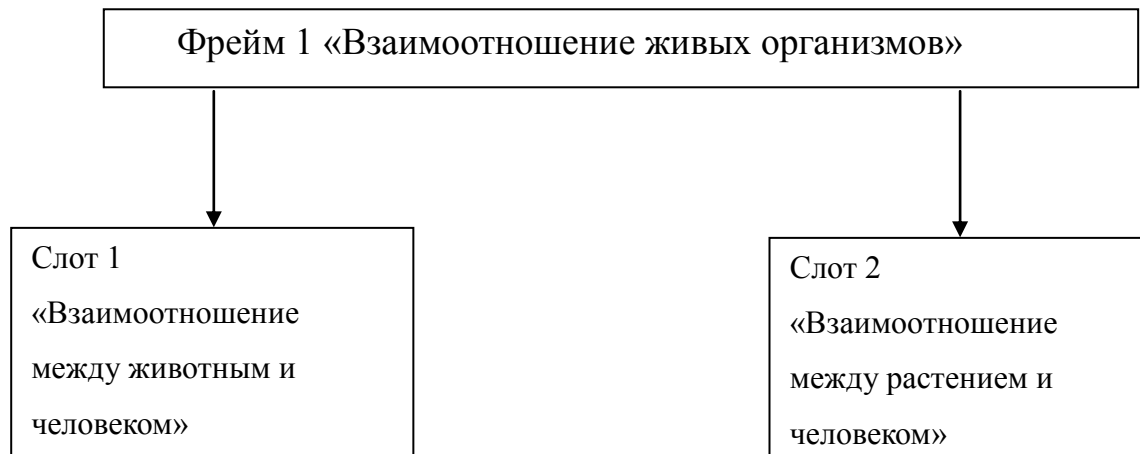 Фрейм 1 «Взаимоотношение живых организмов»
Слот 1
«Взаимоотношение
между животным и
человеком»
Слот 2
«Взаимоотношение
между растением и
человеком»